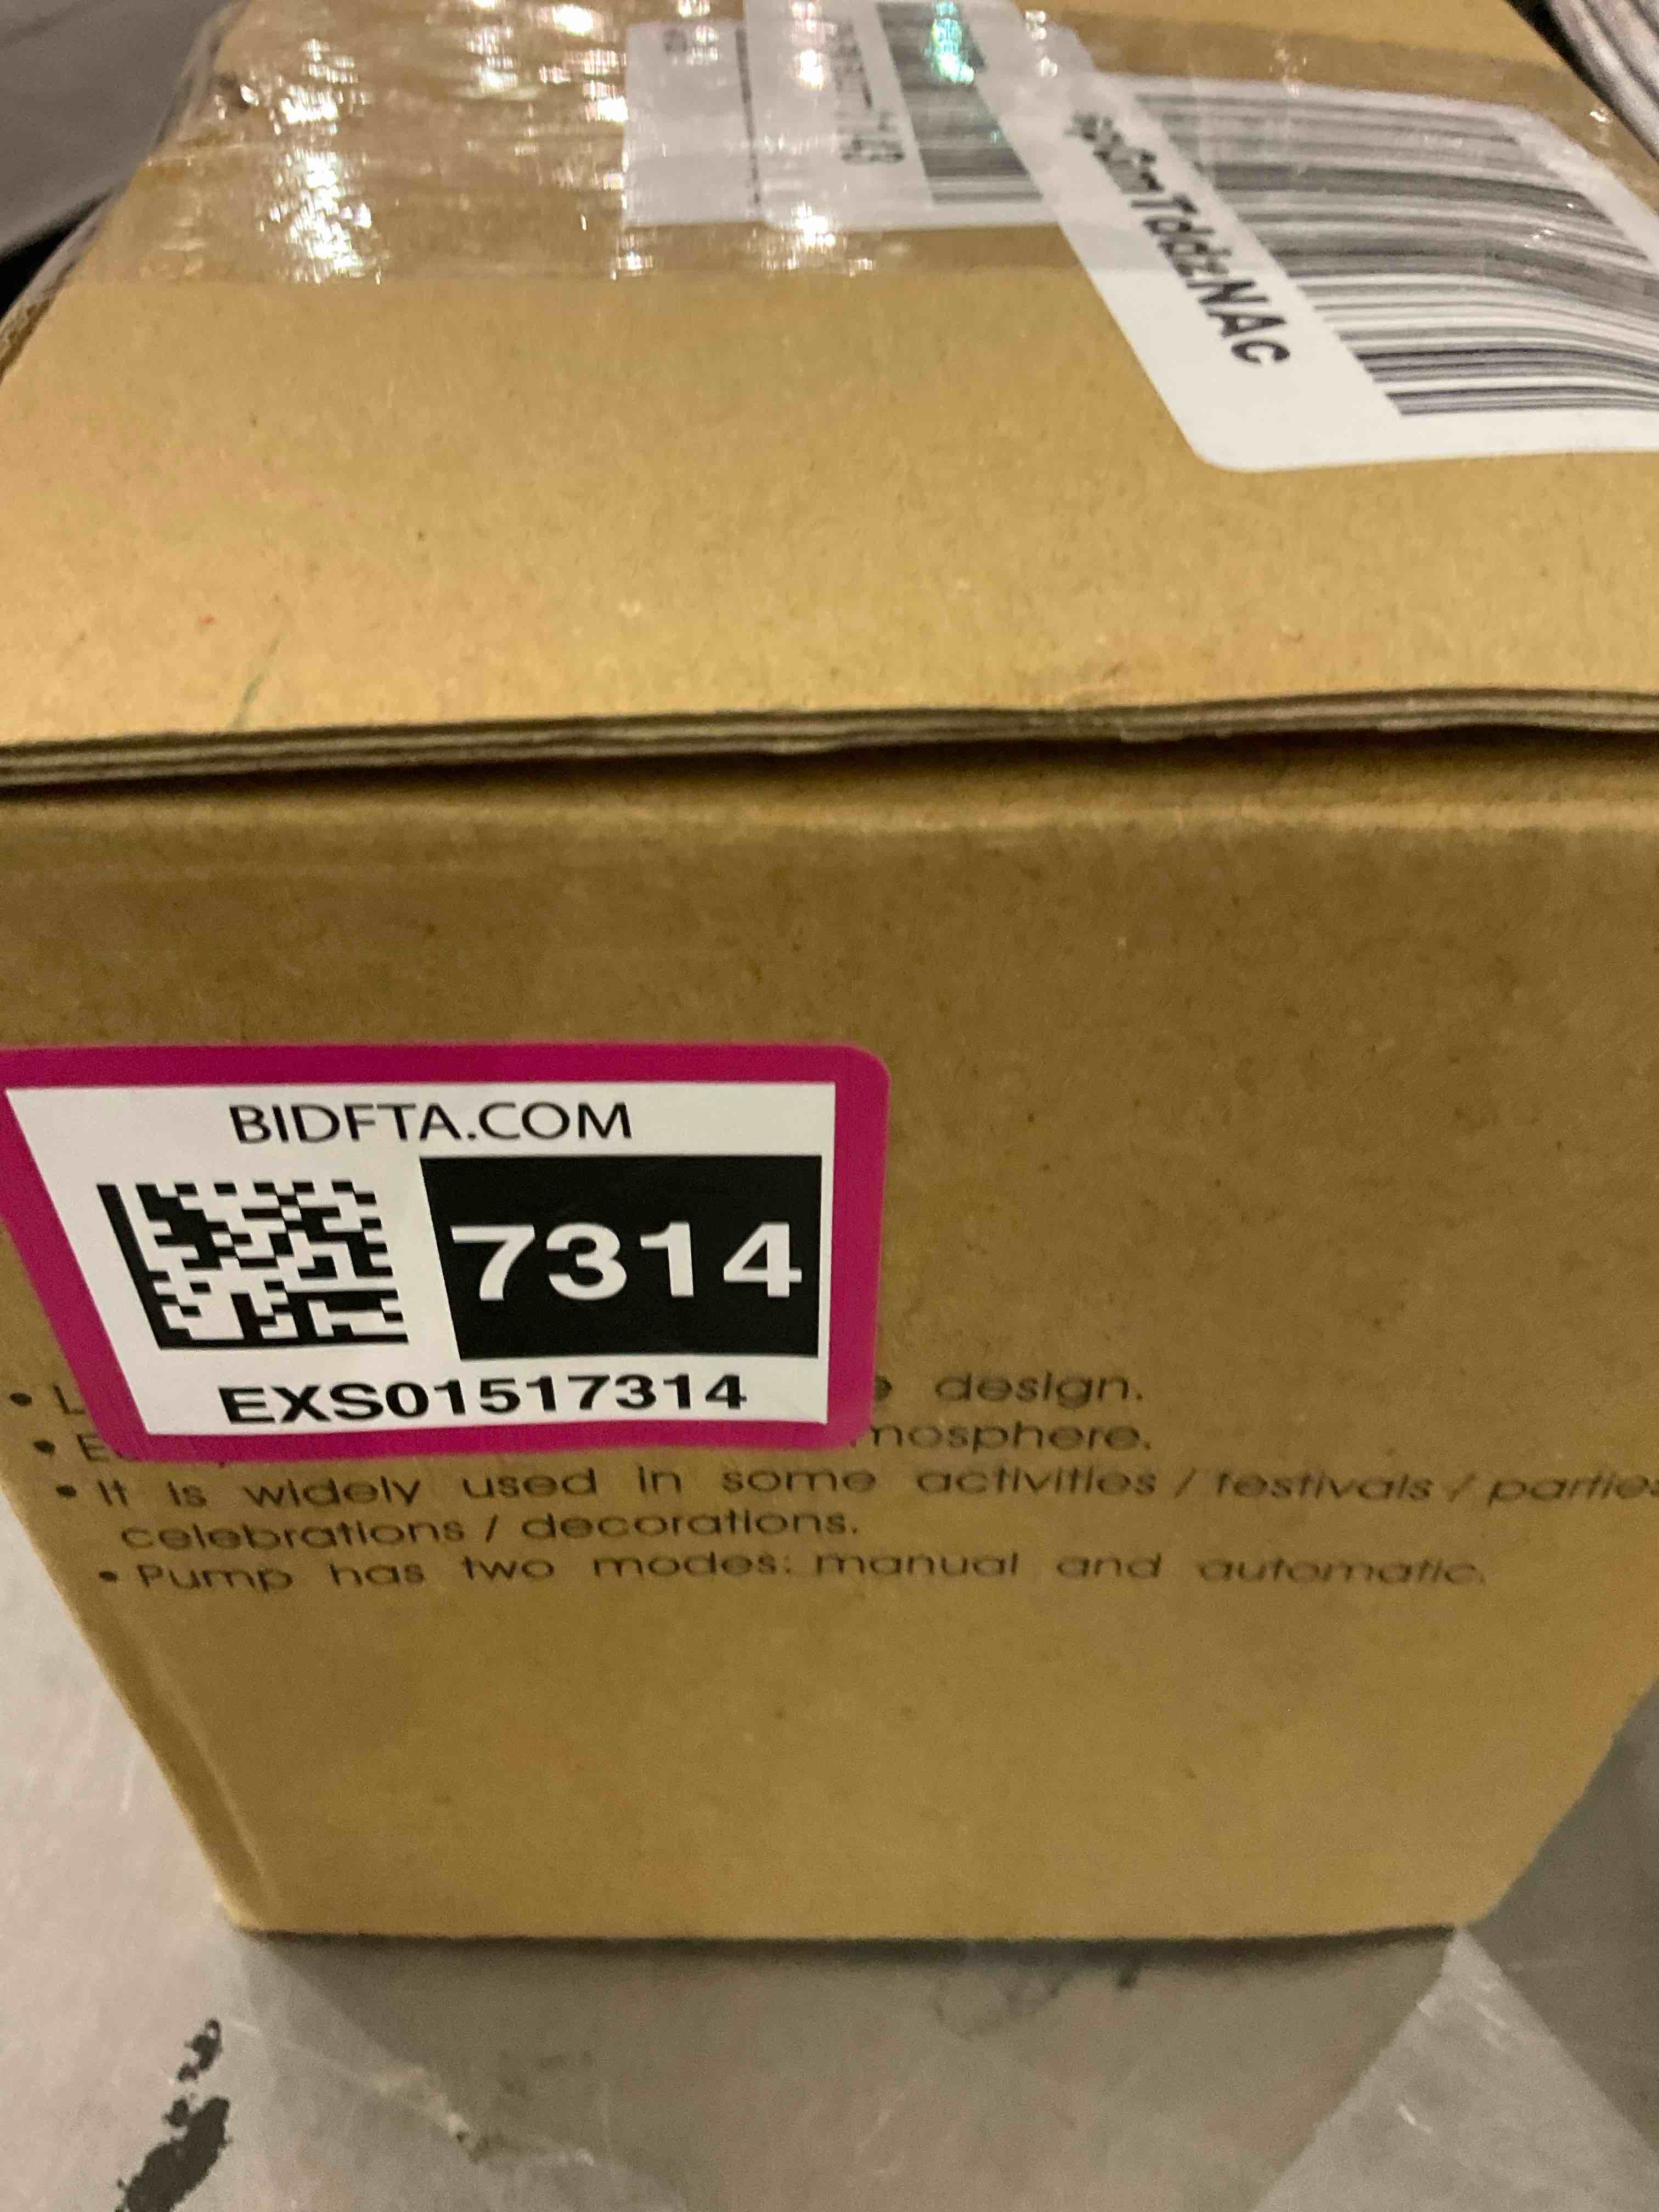 BIDFTA.COM
7314
EXS01517314
design.
• It is widely used in some activities / festivals / parties
celebrations / decorations.
• Pump has two modes: manual and automatic.